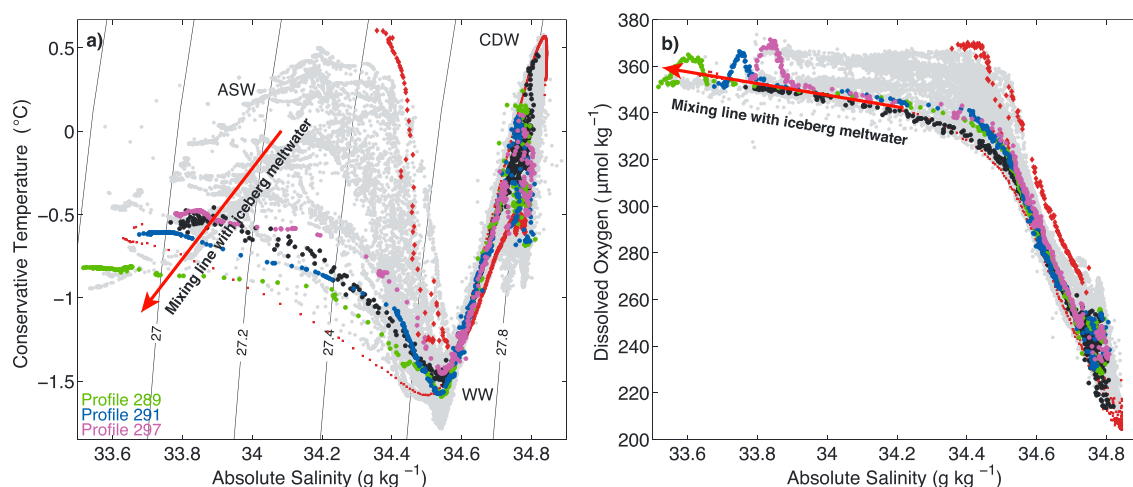 a)
CDW
ASW
Mixing line with iceberg meltwater
27
27.2
27.4
27.8
WW
Profile 289
Profile 291
Profile 297
0.5
0
−0.5
−1
−1.5
Conservative Temperature (°C)
33.6 33.8 34 34.2 34.4 34.6 34.8
Absolute Salinity (g kg −1)
b)
Mixing line with iceberg meltwater
380
360
340
320
300
280
260
240
220
200
Dissolved Oxygen (μmol kg−1)
33.6 33.8 34 34.2 34.4 34.6 34.8
Absolute Salinity (g kg −1)